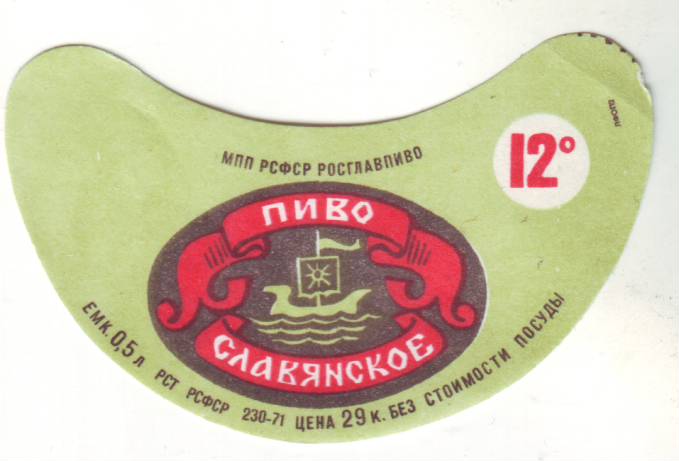 МПП РСФСР РОСГЛАВПИВО
12°
ПИВО
СЛАВЯНСКОЕ
ЕМК. 0,5 л РСТ РСФСР 230-71 ЦЕНА 29 К. БЕЗ СТОИМОСТИ ПОСУДЫ